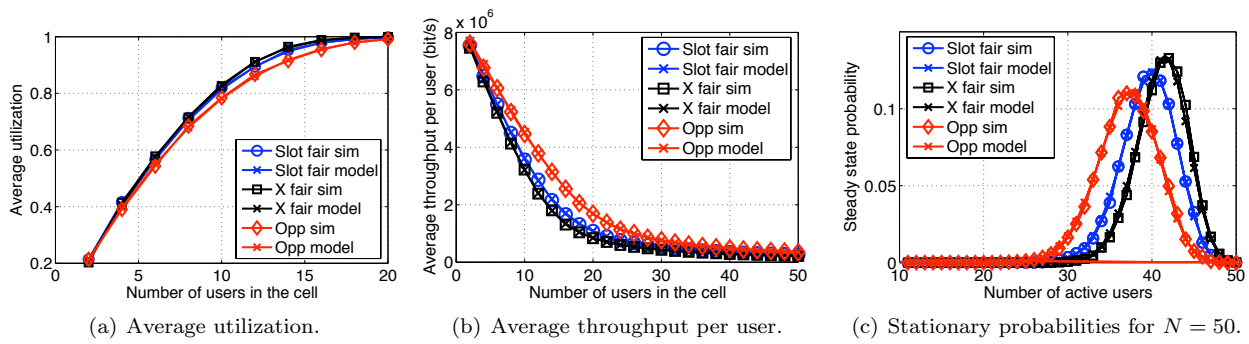 Average utilization
1
0.8
0.6
0.4
0.2
0
5
10
15
20
Number of users in the cell
Slot fair sim
Slot fair model
X fair sim
X fair model
Opp sim
Opp model
(a) Average utilization.
Average throughput per user (bit/s)
x 10^6
8
6
4
2
0
0
10
20
30
40
50
Number of users in the cell
Slot fair sim
Slot fair model
X fair sim
X fair model
Opp sim
Opp model
(b) Average throughput per user.
Steady state probability
0.1
0.05
0
10
20
30
40
50
Number of active users
Slot fair sim
Slot fair model
X fair sim
X fair model
Opp sim
Opp model
(c) Stationary probabilities for N = 50.